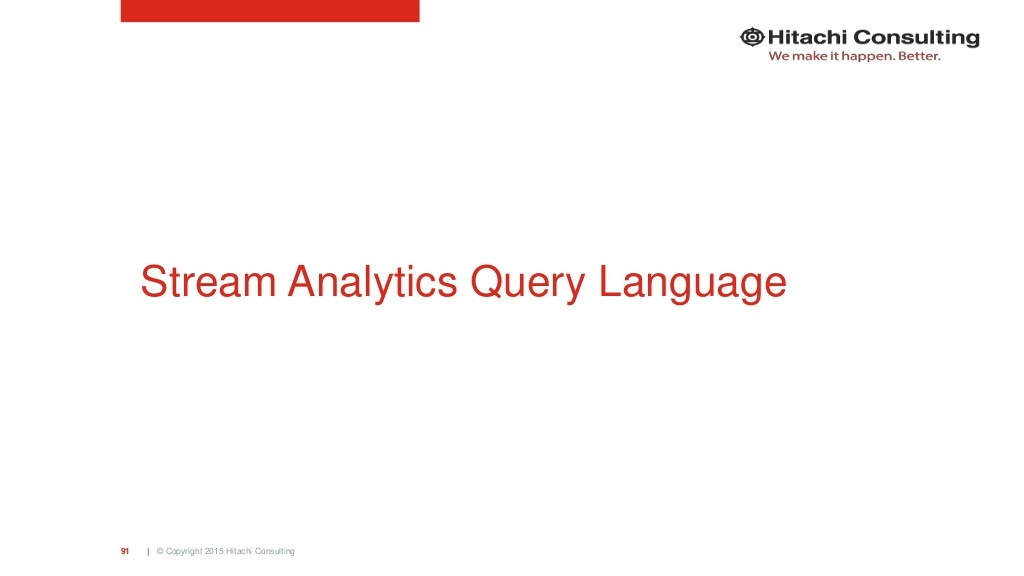 Hitachi Consulting
We make it happen. Better.
Stream Analytics Query Language
91 | © Copyright 2015 Hitachi Consulting